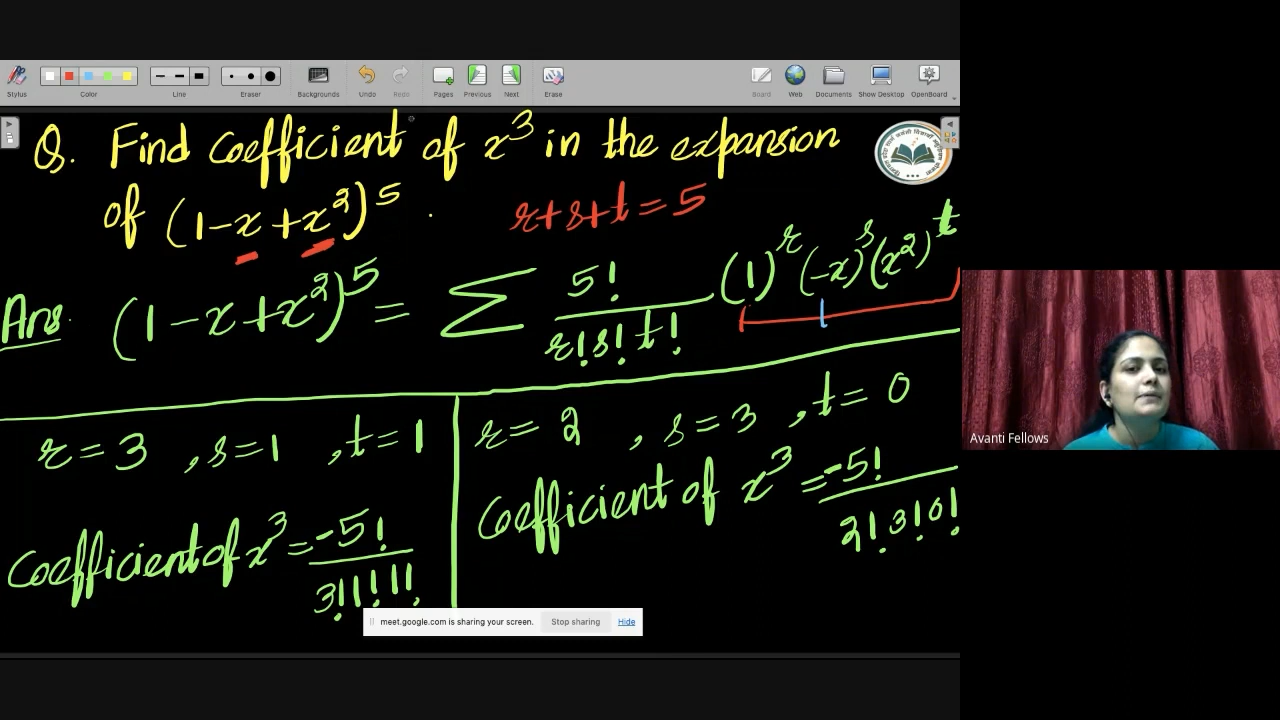 Stylus
Color
Line
Eraser
Backgrounds
Undo
Redo
Pages
Previous
Next
Erase
Board
Web
Documents
Show Desktop
OpenBoard
Q. Find coefficient of x³ in the expansion
of (1-x+x²)⁵ . r+s+t=5
Ans. (1-x+x²)⁵ = Σ 5!/r!s!t! (1)^r (-x)^s (x²)^t
r=3 , s=1 , t=1
Coefficient of x³ = -5!/3!1!1!
r=2 , s=3 , t=0
Coefficient of x³ = -5!/2!3!0!
meet.google.com is sharing your screen.
Stop sharing
Hide
Avanti Fellows